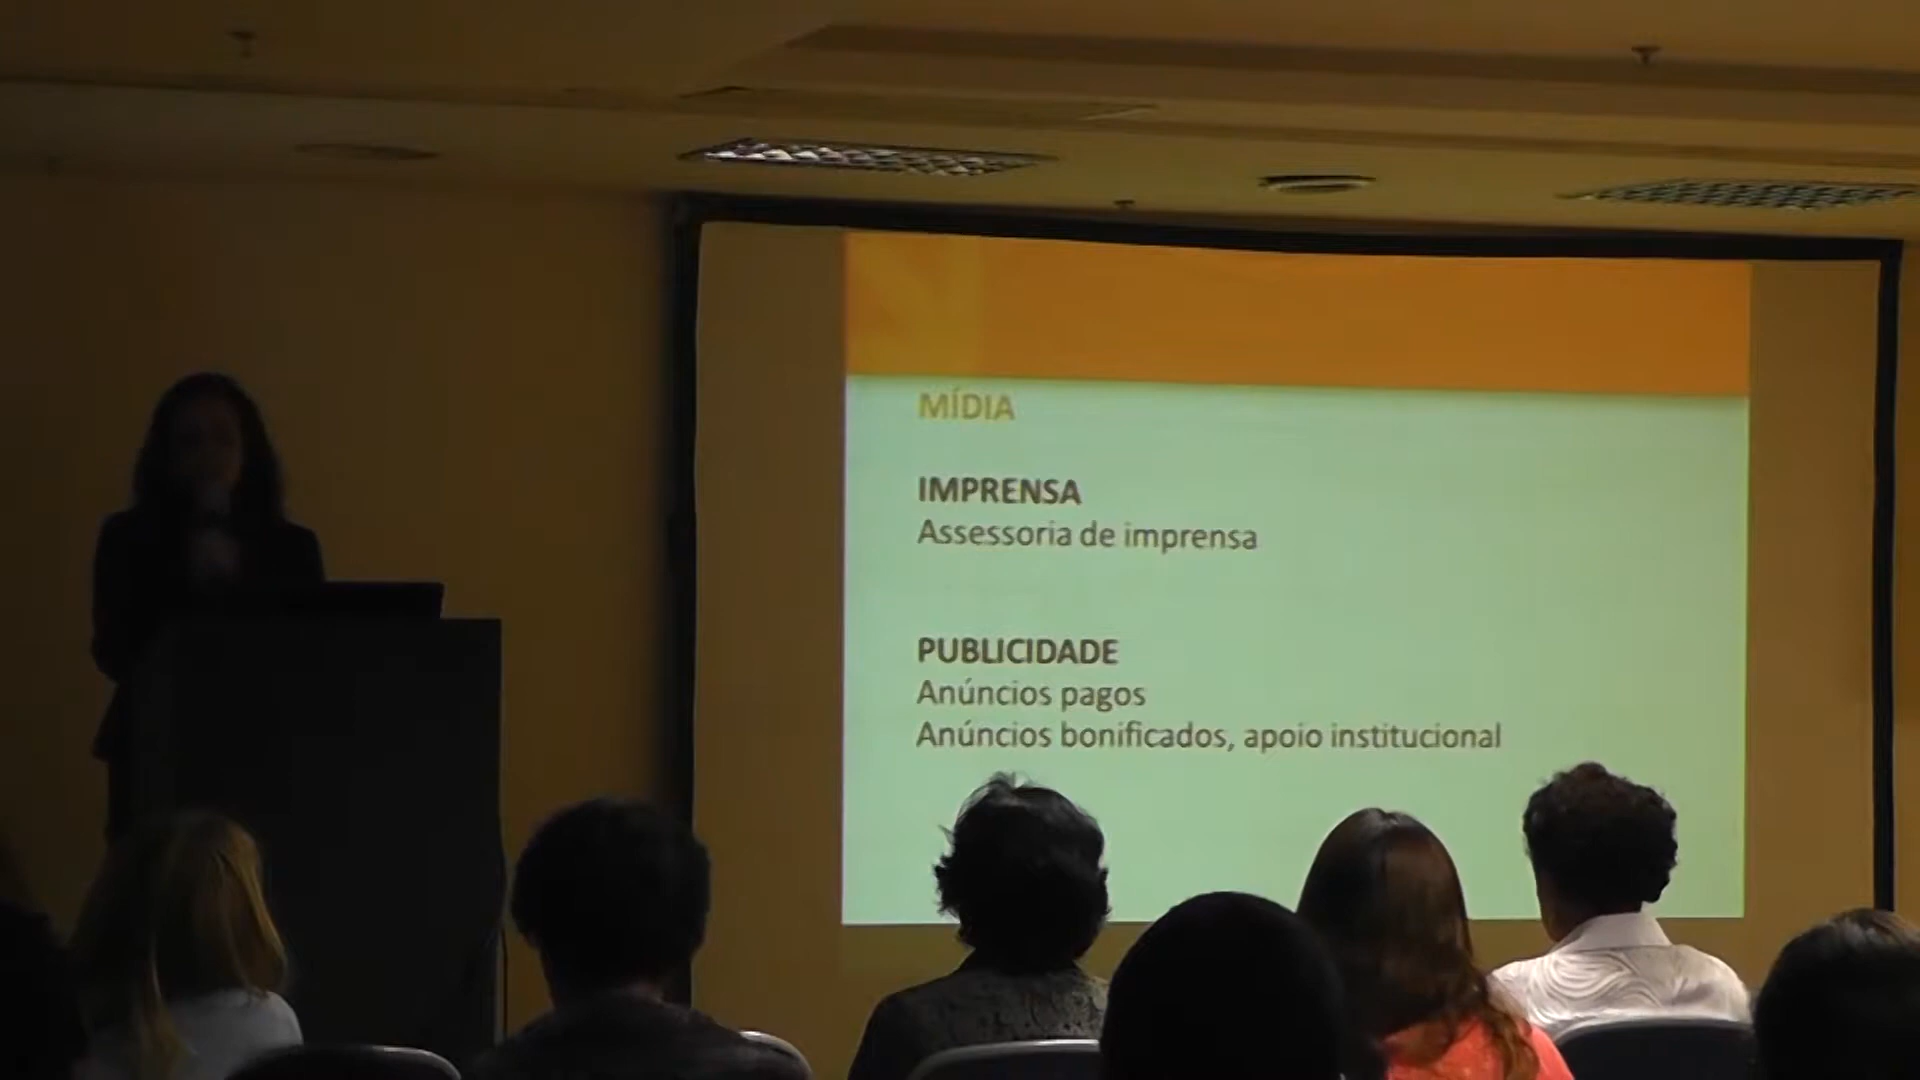 MÍDIA
IMPRENSA
Assessoria de imprensa
PUBLICIDADE
Anúncios pagos
Anúncios bonificados, apoio institucional